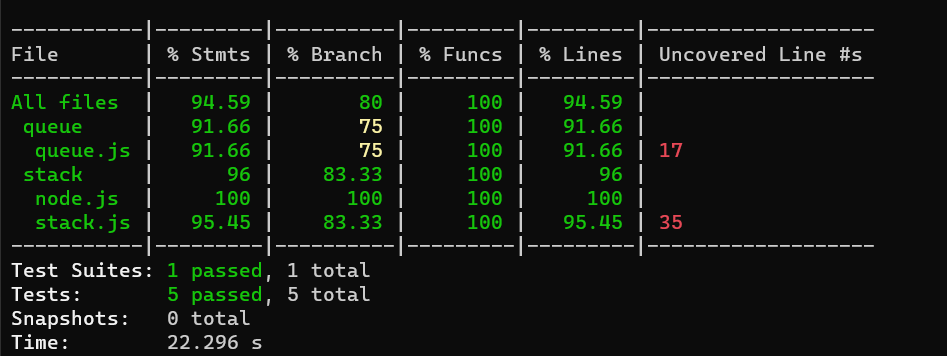 -----------|---------|----------|---------|---------|-------------------
File       | % Stmts | % Branch | % Funcs | % Lines | Uncovered Line #s
-----------|---------|----------|---------|---------|-------------------
All files  |   94.59 |       80 |     100 |   94.59 |
 queue     |   91.66 |       75 |     100 |   91.66 |
  queue.js |   91.66 |       75 |     100 |   91.66 | 17
 stack     |      96 |    83.33 |     100 |      96 |
  node.js  |     100 |      100 |     100 |     100 |
  stack.js |   95.45 |    83.33 |     100 |   95.45 | 35
-----------|---------|----------|---------|---------|-------------------
Test Suites: 1 passed, 1 total
Tests:       5 passed, 5 total
Snapshots:   0 total
Time:        22.296 s